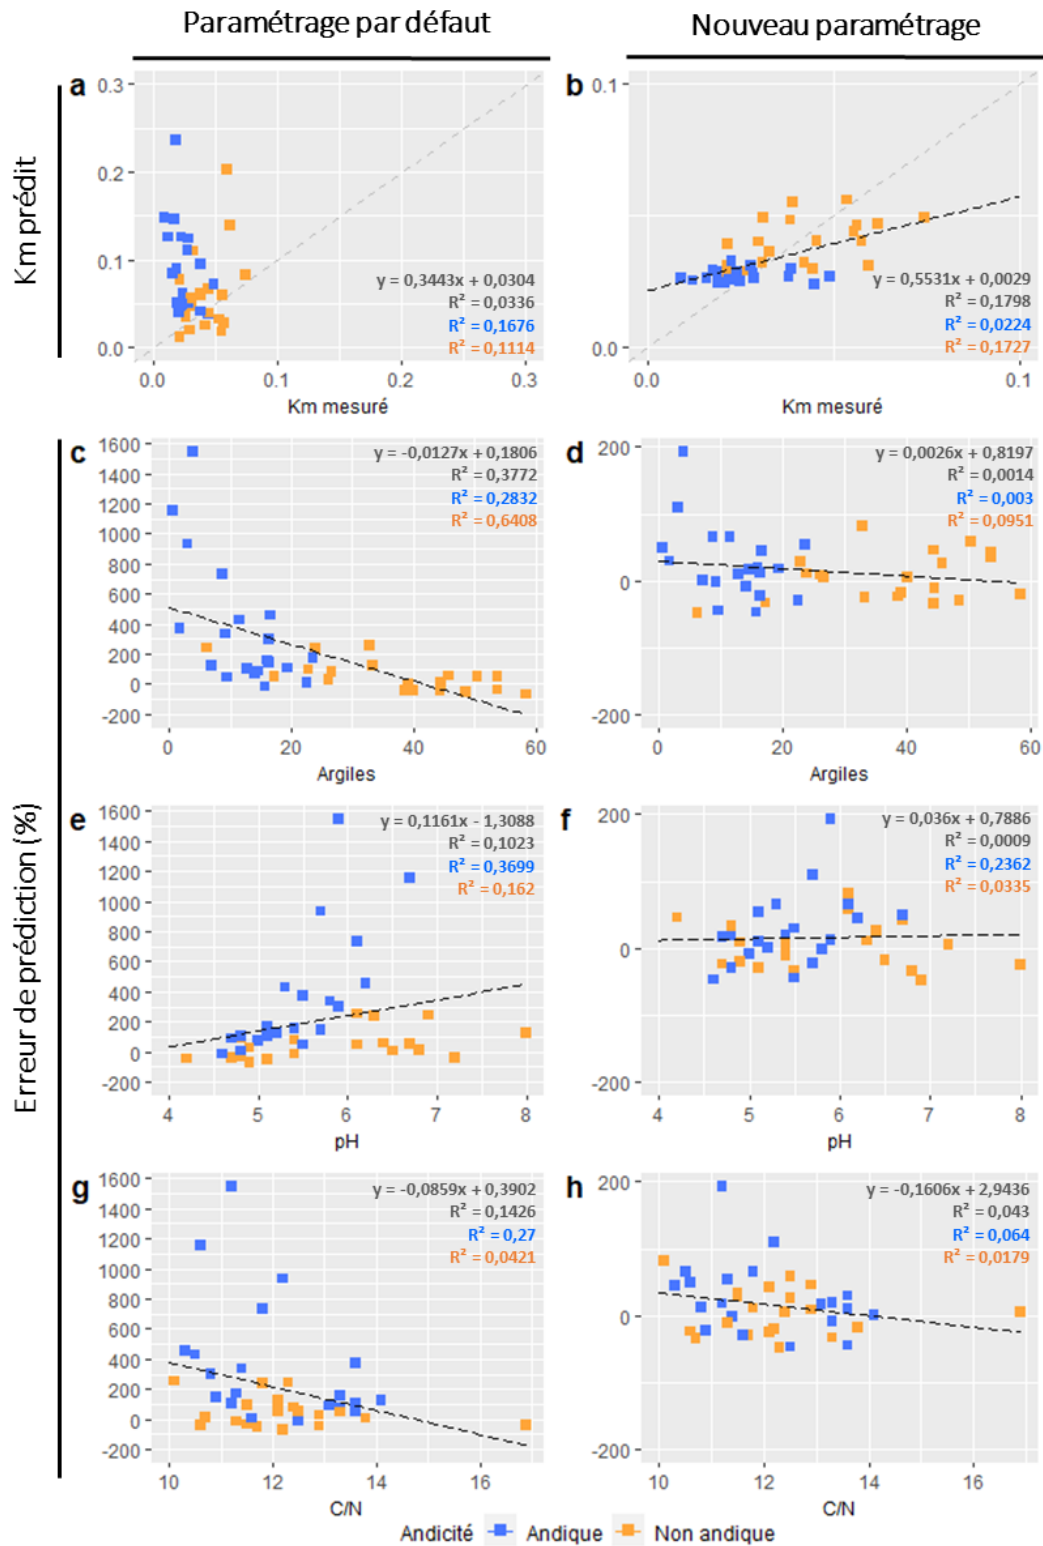 Paramétrage par défaut
Nouveau paramétrage
Km prédit
a
0.3
0.2
0.1
0.0
y = 0,3443x + 0,0304
R² = 0,0336
R² = 0,1676
R² = 0,1114
0.0 0.1 0.2 0.3
Km mesuré
b
0.1
0.0
y = 0,5531x + 0,0029
R² = 0,1798
R² = 0,0224
R² = 0,1727
0.0 0.1
Km mesuré
Erreur de prédiction (%)
c
1600
1400
1200
1000
800
600
400
200
0
-200
y = -0,0127x + 0,1806
R² = 0,3772
R² = 0,2832
R² = 0,6408
0 20 40 60
Argiles
d
200
0
-200
y = 0,0026x + 0,8197
R² = 0,0014
R² = 0,003
R² = 0,0951
0 20 40 60
Argiles
e
1600
1400
1200
1000
800
600
400
200
0
-200
y = 0,1161x - 1,3088
R² = 0,1023
R² = 0,3699
R² = 0,162
4 5 6 7 8
pH
f
200
0
-200
y = 0,036x + 0,7886
R² = 0,0009
R² = 0,2362
R² = 0,0335
4 5 6 7 8
pH
g
1600
1400
1200
1000
800
600
400
200
0
-200
y = -0,0859x + 0,3902
R² = 0,1426
R² = 0,27
R² = 0,0421
10 12 14 16
C/N
h
200
0
-200
y = -0,1606x + 2,9436
R² = 0,043
R² = 0,064
R² = 0,0179
10 12 14 16
C/N
Andicité Andique Non andique